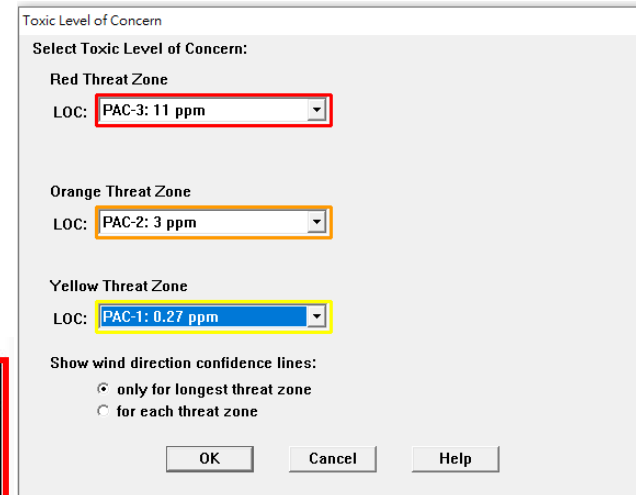 Toxic Level of Concern
Select Toxic Level of Concern:
Red Threat Zone
LOC: PAC-3: 11 ppm
Orange Threat Zone
LOC: PAC-2: 3 ppm
Yellow Threat Zone
LOC: PAC-1: 0.27 ppm
Show wind direction confidence lines:
only for longest threat zone
for each threat zone
OK Cancel Help